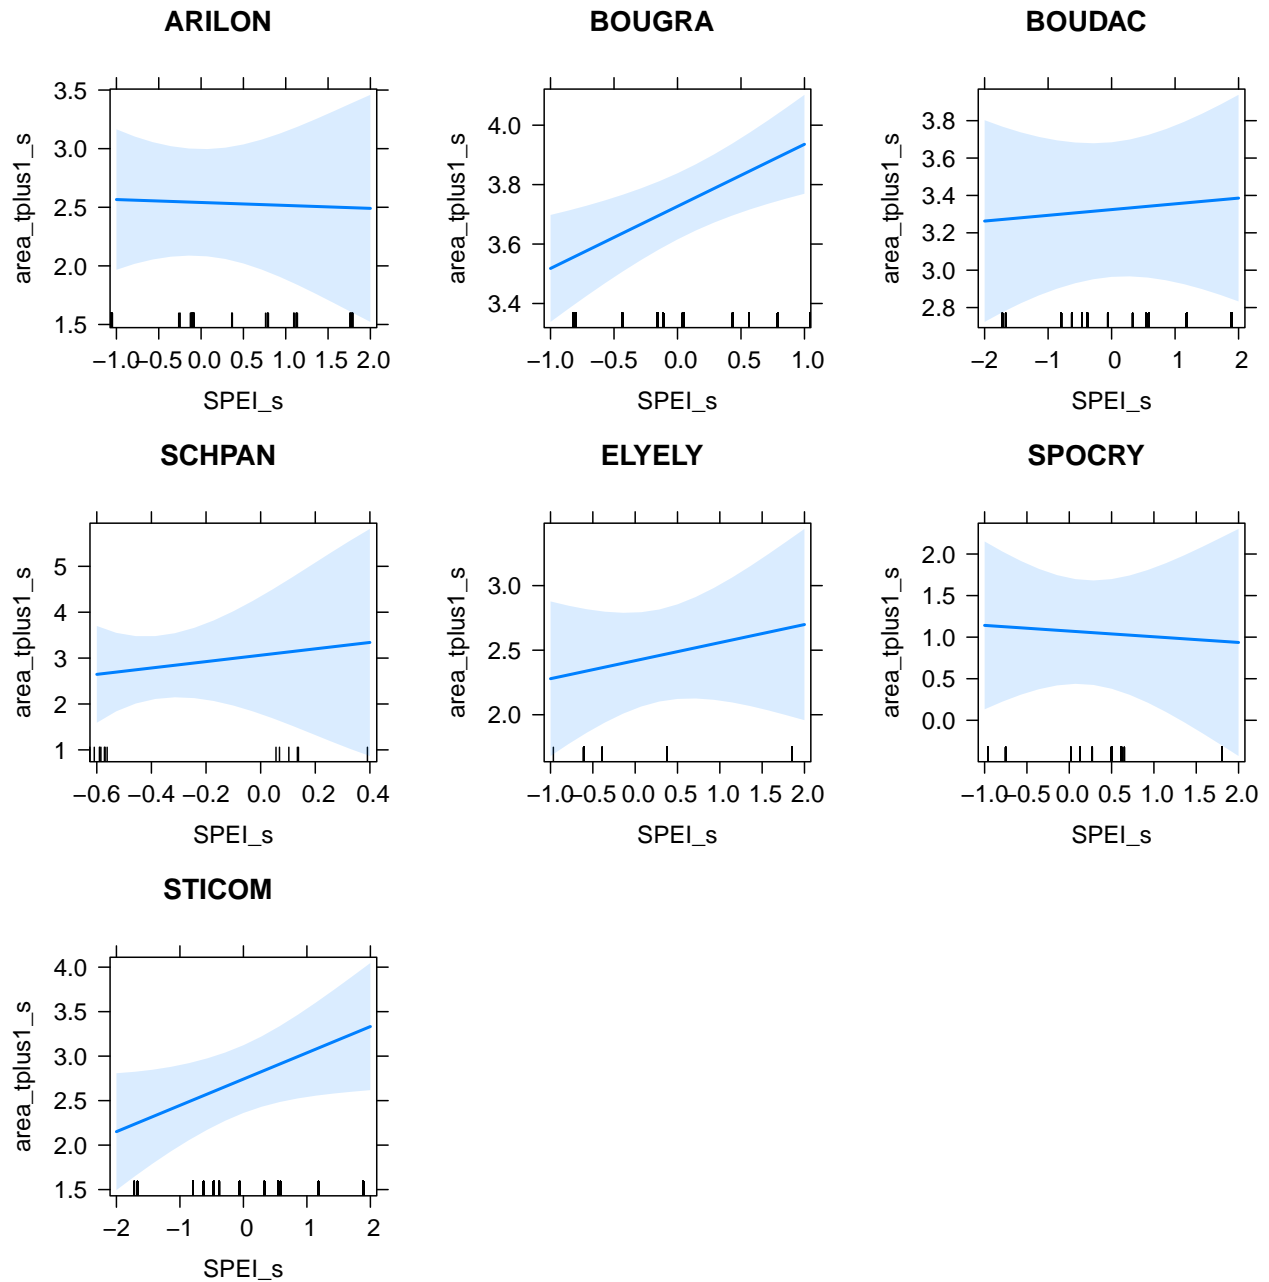 ARILON
BOUGRA
BOUDAC
area_tplus1_s
3.5
3.0
2.5
2.0
1.5
−1.0 −0.5 0.0 0.5 1.0 1.5 2.0
SPEI_s
area_tplus1_s
4.0
3.8
3.6
3.4
−1.0 −0.5 0.0 0.5 1.0
SPEI_s
area_tplus1_s
3.8
3.6
3.4
3.2
3.0
2.8
−2 −1 0 1 2
SPEI_s
SCHPAN
ELYELY
SPOCRY
area_tplus1_s
5
4
3
2
1
−0.6 −0.4 −0.2 0.0 0.2 0.4
SPEI_s
area_tplus1_s
3.0
2.5
2.0
−1.0 −0.5 0.0 0.5 1.0 1.5 2.0
SPEI_s
area_tplus1_s
2.0
1.5
1.0
0.5
0.0
−1.0 −0.5 0.0 0.5 1.0 1.5 2.0
SPEI_s
STICOM
area_tplus1_s
4.0
3.5
3.0
2.5
2.0
1.5
−2 −1 0 1 2
SPEI_s